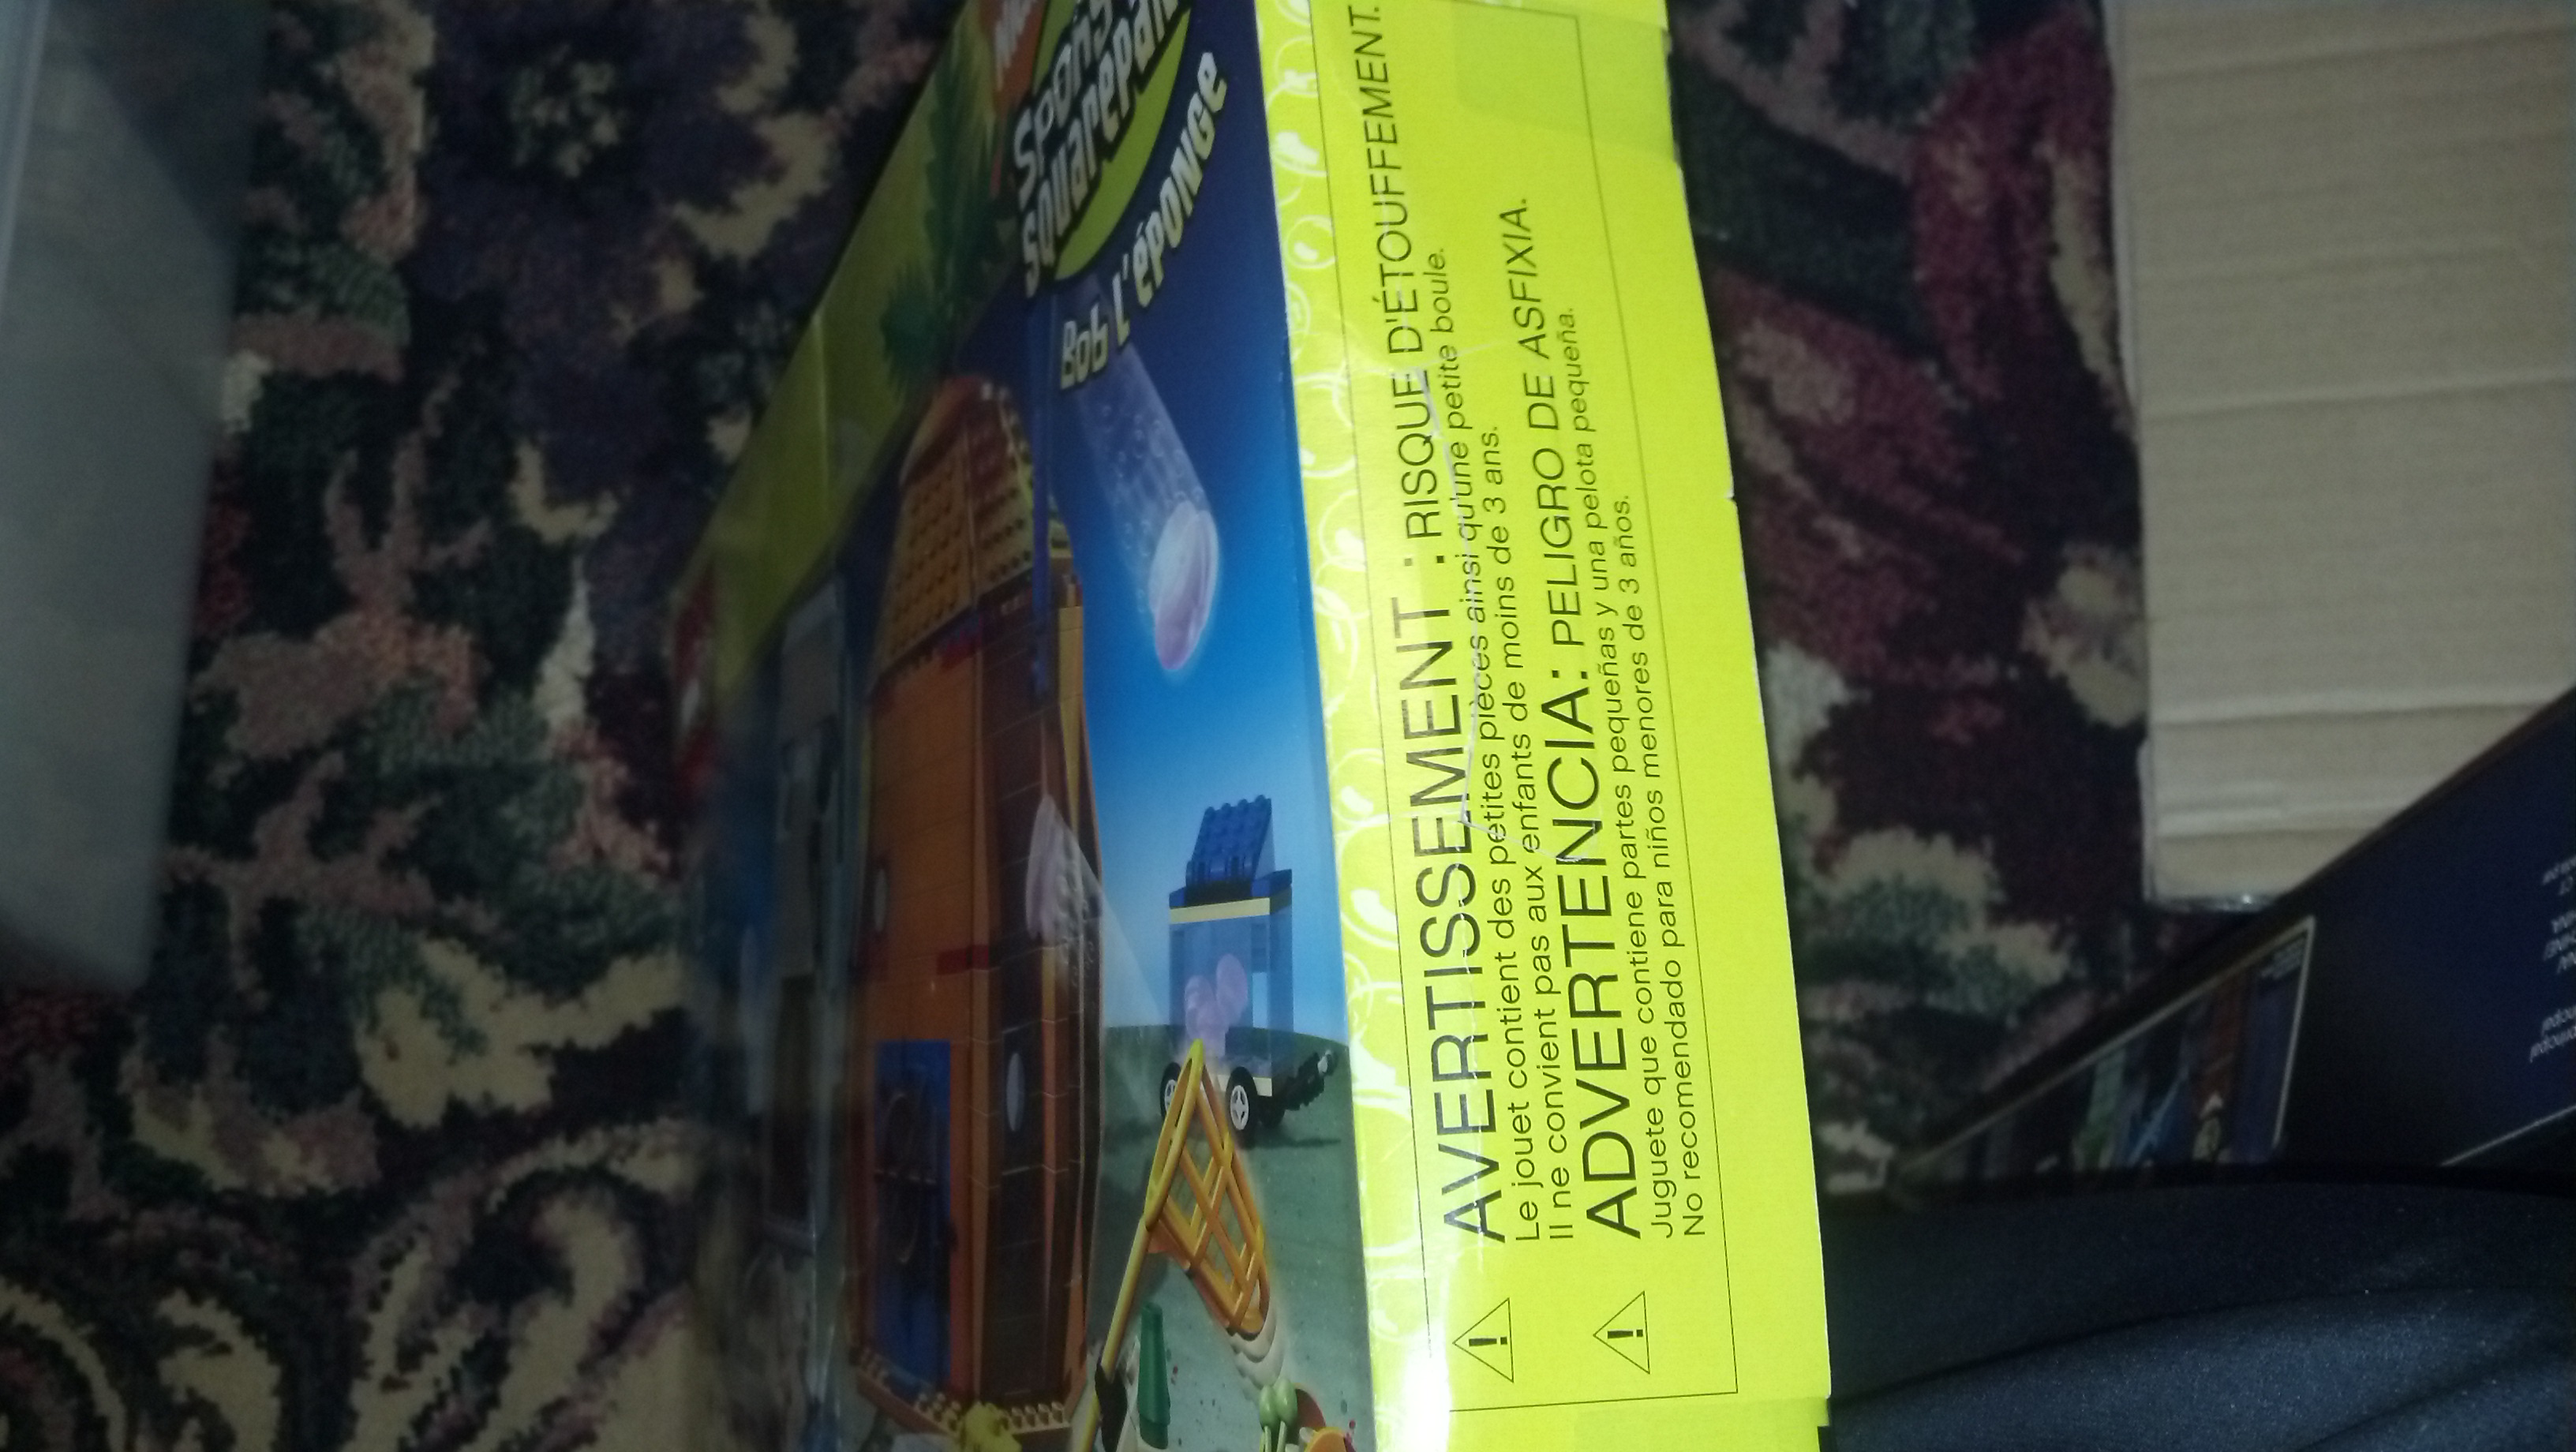 SquarePan
Bob L'éponge
AVERTISSEMENT : RISQUE D'ÉTOUFFEMENT.
Le jouet contient des petites pièces ainsi qu'une petite boule.
Il ne convient pas aux enfants de moins de 3 ans.
ADVERTENCIA: PELIGRO DE ASFIXIA.
Juguete que contiene partes pequeñas y una pelota pequeña.
No recomendado para niños menores de 3 años.